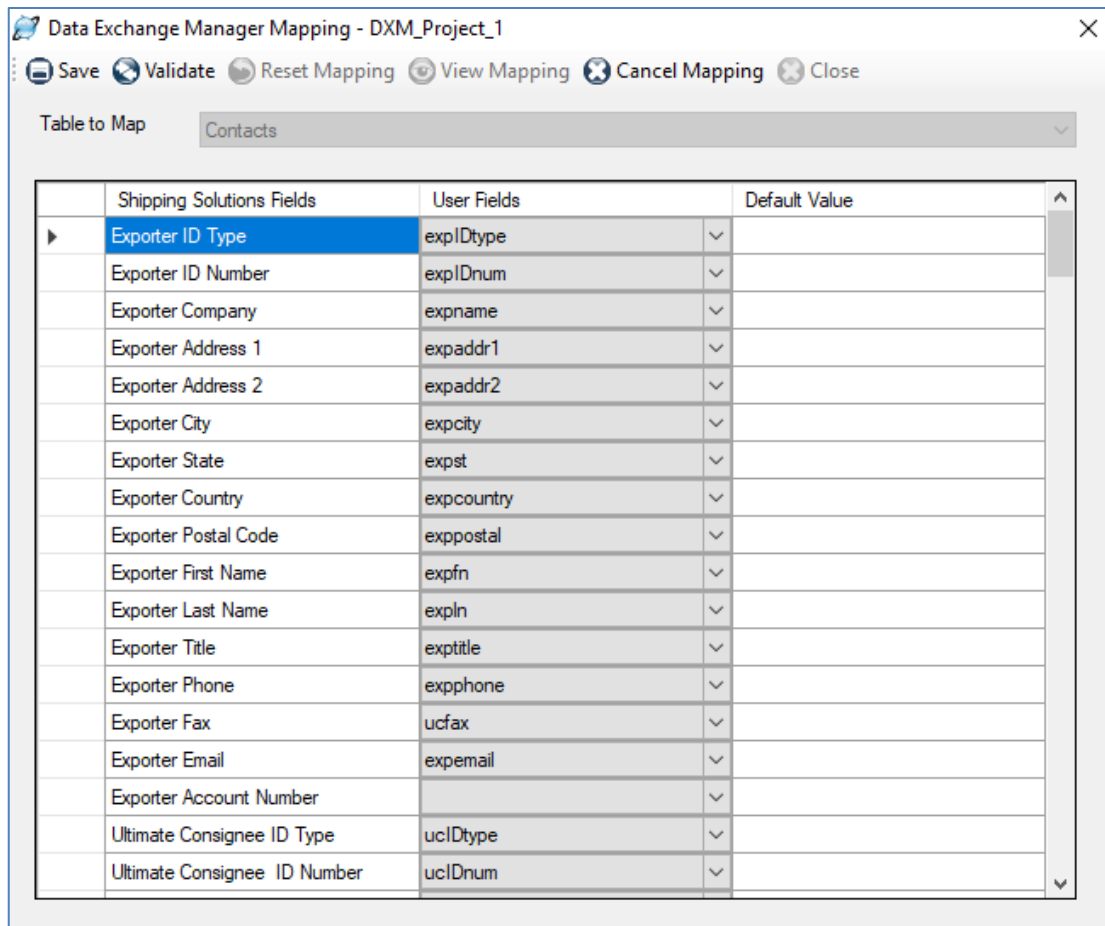 Data Exchange Manager Mapping - DXM_Project_1
Save Validate Reset Mapping View Mapping Cancel Mapping Close
Table to Map Contacts
Shipping Solutions Fields User Fields Default Value
Exporter ID Type expIDtype
Exporter ID Number expIDnum
Exporter Company expname
Exporter Address 1 expaddr1
Exporter Address 2 expaddr2
Exporter City expcity
Exporter State expst
Exporter Country expcountry
Exporter Postal Code exppostal
Exporter First Name expfn
Exporter Last Name expln
Exporter Title exptitle
Exporter Phone expphone
Exporter Fax ucfax
Exporter Email expemail
Exporter Account Number
Ultimate Consignee ID Type ucIDtype
Ultimate Consignee  ID Number ucIDnum